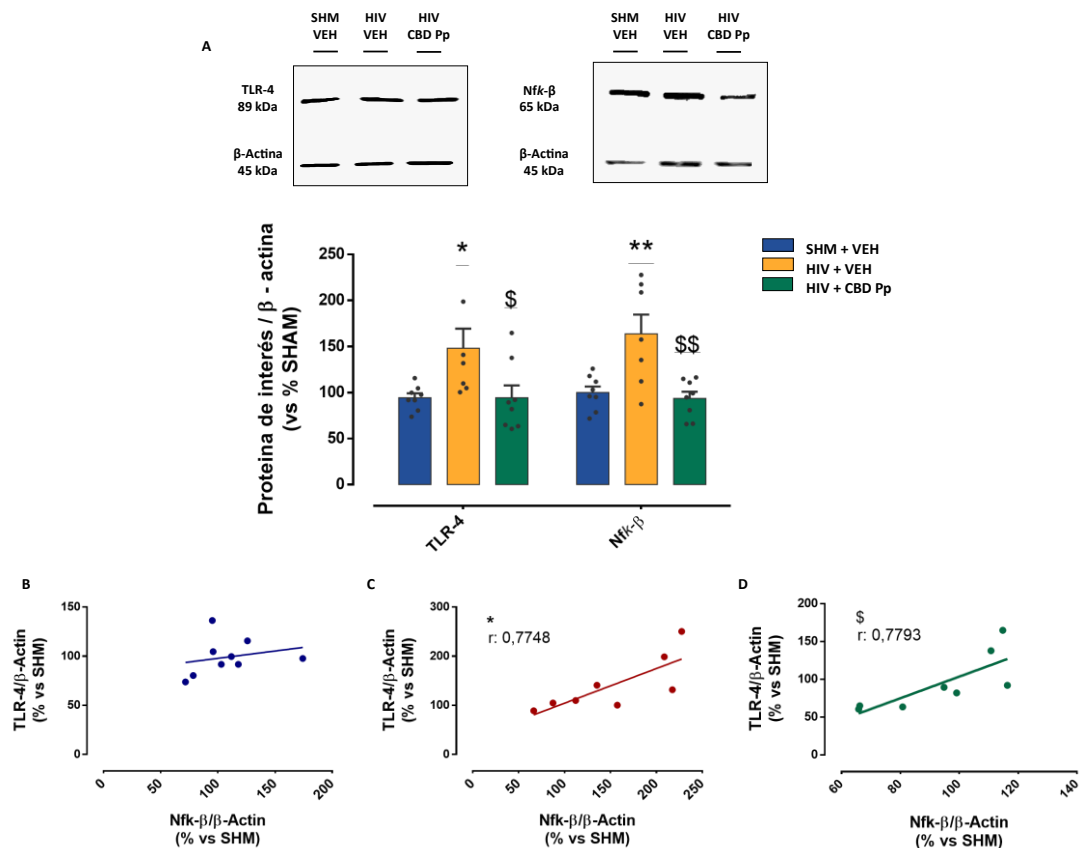 A
SHM
VEH
HIV
VEH
HIV
CBD Pp
TLR-4
89 kDa
β-Actina
45 kDa
SHM
VEH
HIV
VEH
HIV
CBD Pp
Nfk-β
65 kDa
β-Actina
45 kDa
Proteina de interés / β - actina
(vs % SHAM)
250
200
150
100
50
0
*
$
**
$$
TLR-4
Nfk-β
SHM + VEH
HIV + VEH
HIV + CBD Pp
B
TLR-4/β-Actin
(% vs SHM)
150
100
50
0
0
50
100
150
200
Nfk-β/β-Actin
(% vs SHM)
C
TLR-4/β-Actin
(% vs SHM)
300
200
100
0
*
r: 0,7748
0
50
100
150
200
250
Nfk-β/β-Actin
(% vs SHM)
D
TLR-4/β-Actin
(% vs SHM)
200
150
100
50
0
$
r: 0,7793
60
80
100
120
140
Nfk-β/β-Actin
(% vs SHM)